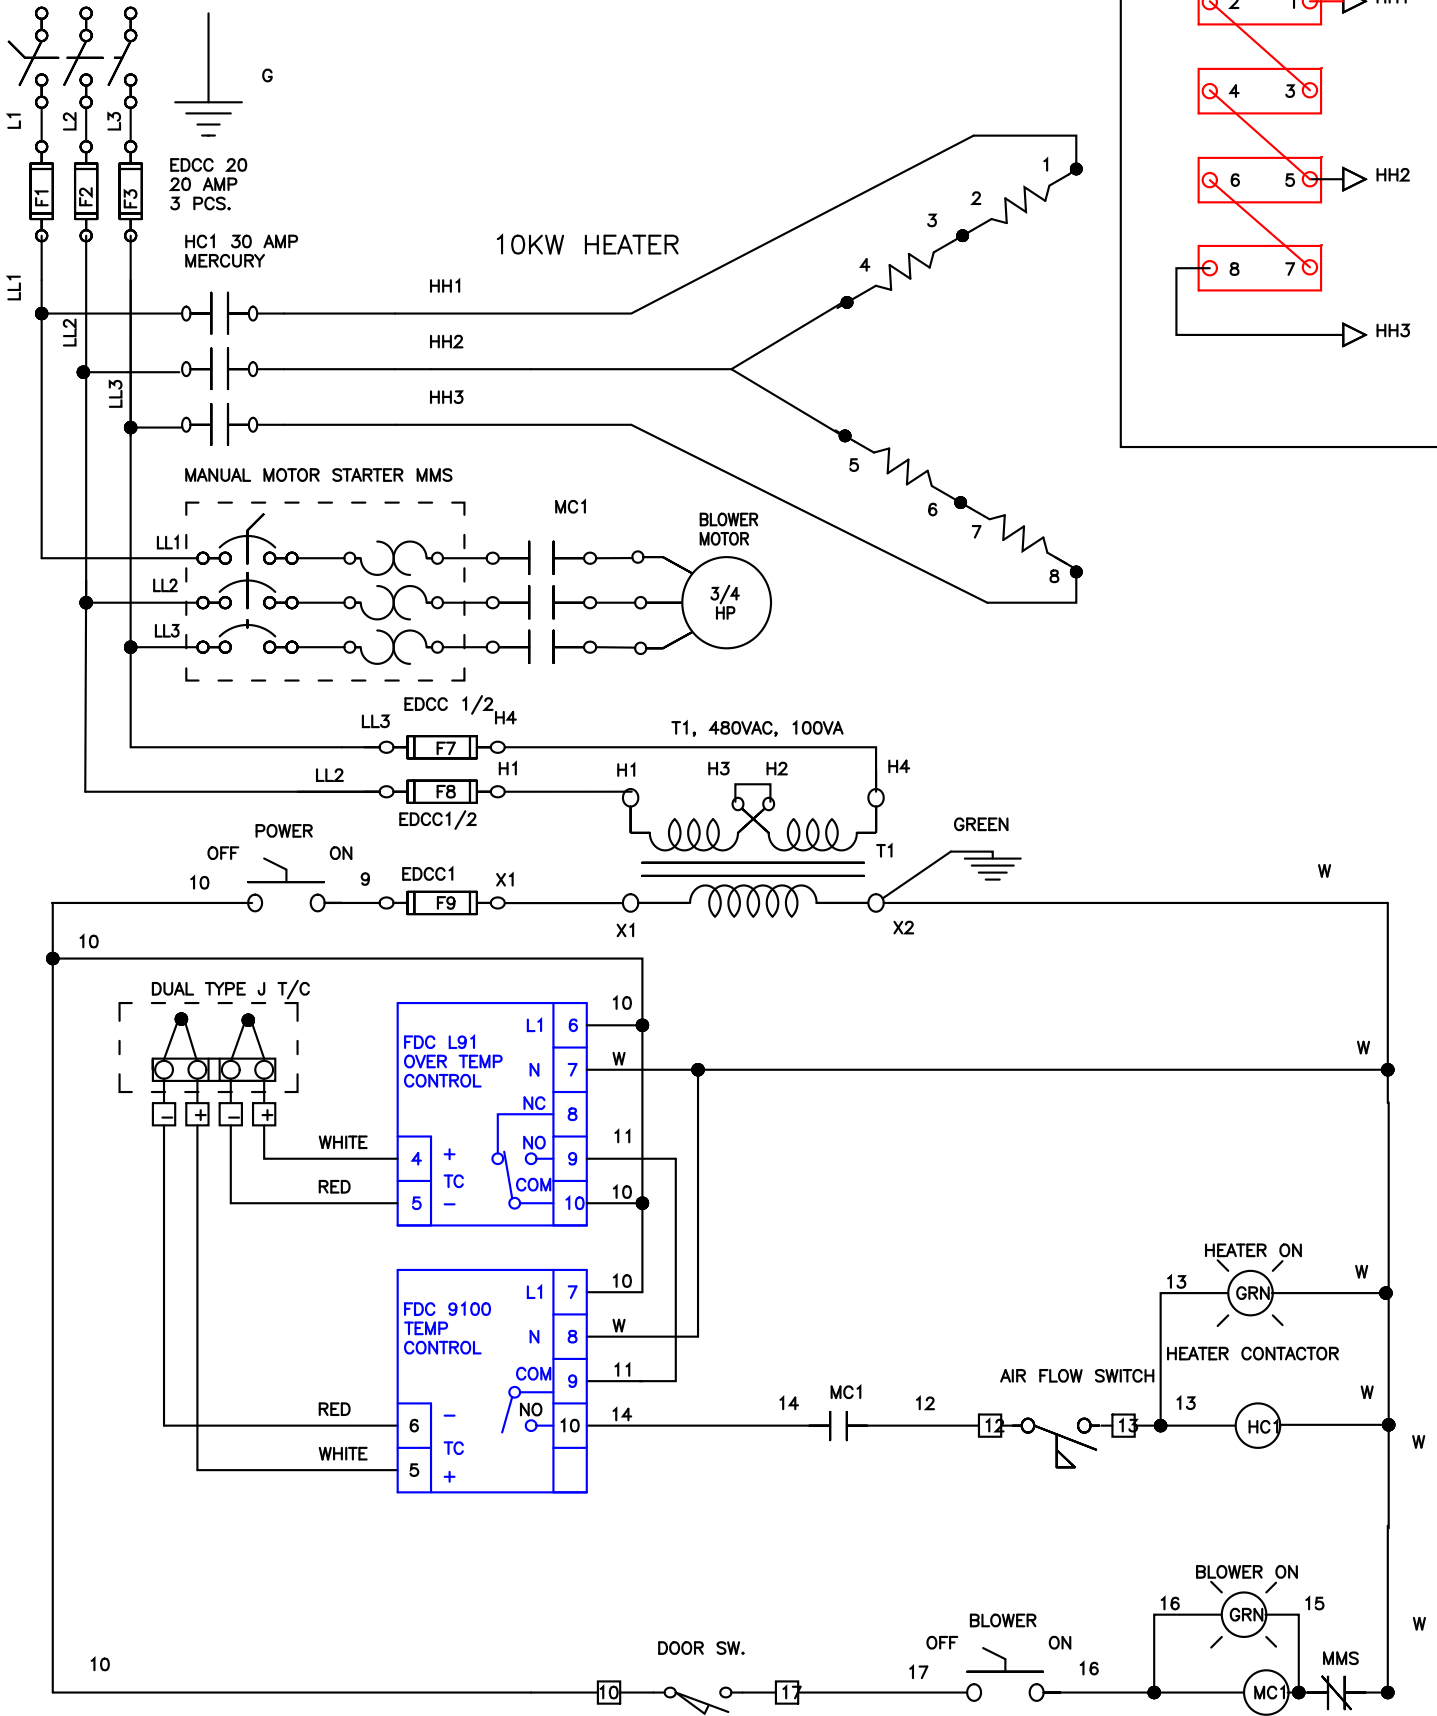 2
1
G
L1
L2
L3
4
3
EDCC 20
20 AMP
3 PCS.
F1
F2
F3
1
2
3
4
6
5
HH2
HC1 30 AMP
MERCURY
10KW HEATER
8
7
LL1
LL2
LL3
HH1
HH2
HH3
HH3
5
6
7
8
MANUAL MOTOR STARTER MMS
MC1
BLOWER
MOTOR
LL1
LL2
LL3
3/4
HP
EDCC 1/2
LL3
H4
F7
T1, 480VAC, 100VA
LL2
H1
F8
EDCC1/2
H1
H3
H2
H4
POWER
OFF
ON
GREEN
T1
10
9
EDCC1
X1
F9
W
X1
X2
10
DUAL TYPE J T/C
10
FDC L91
OVER TEMP
CONTROL
L1
6
W
N
7
W
NC
8
-
+
-
+
WHITE
4
+
NO
9
11
TC
RED
5
-
COM
10
10
HEATER ON
FDC 9100
TEMP
CONTROL
L1
7
10
13
GRN
W
N
8
W
HEATER CONTACTOR
COM
9
11
AIR FLOW SWITCH
W
RED
6
-
NO
10
14
14
MC1
12
12
13
13
HC1
W
TC
WHITE
5
+
BLOWER ON
16
GRN
15
W
BLOWER
OFF
ON
DOOR SW.
10
10
17
17
16
MC1
MMS